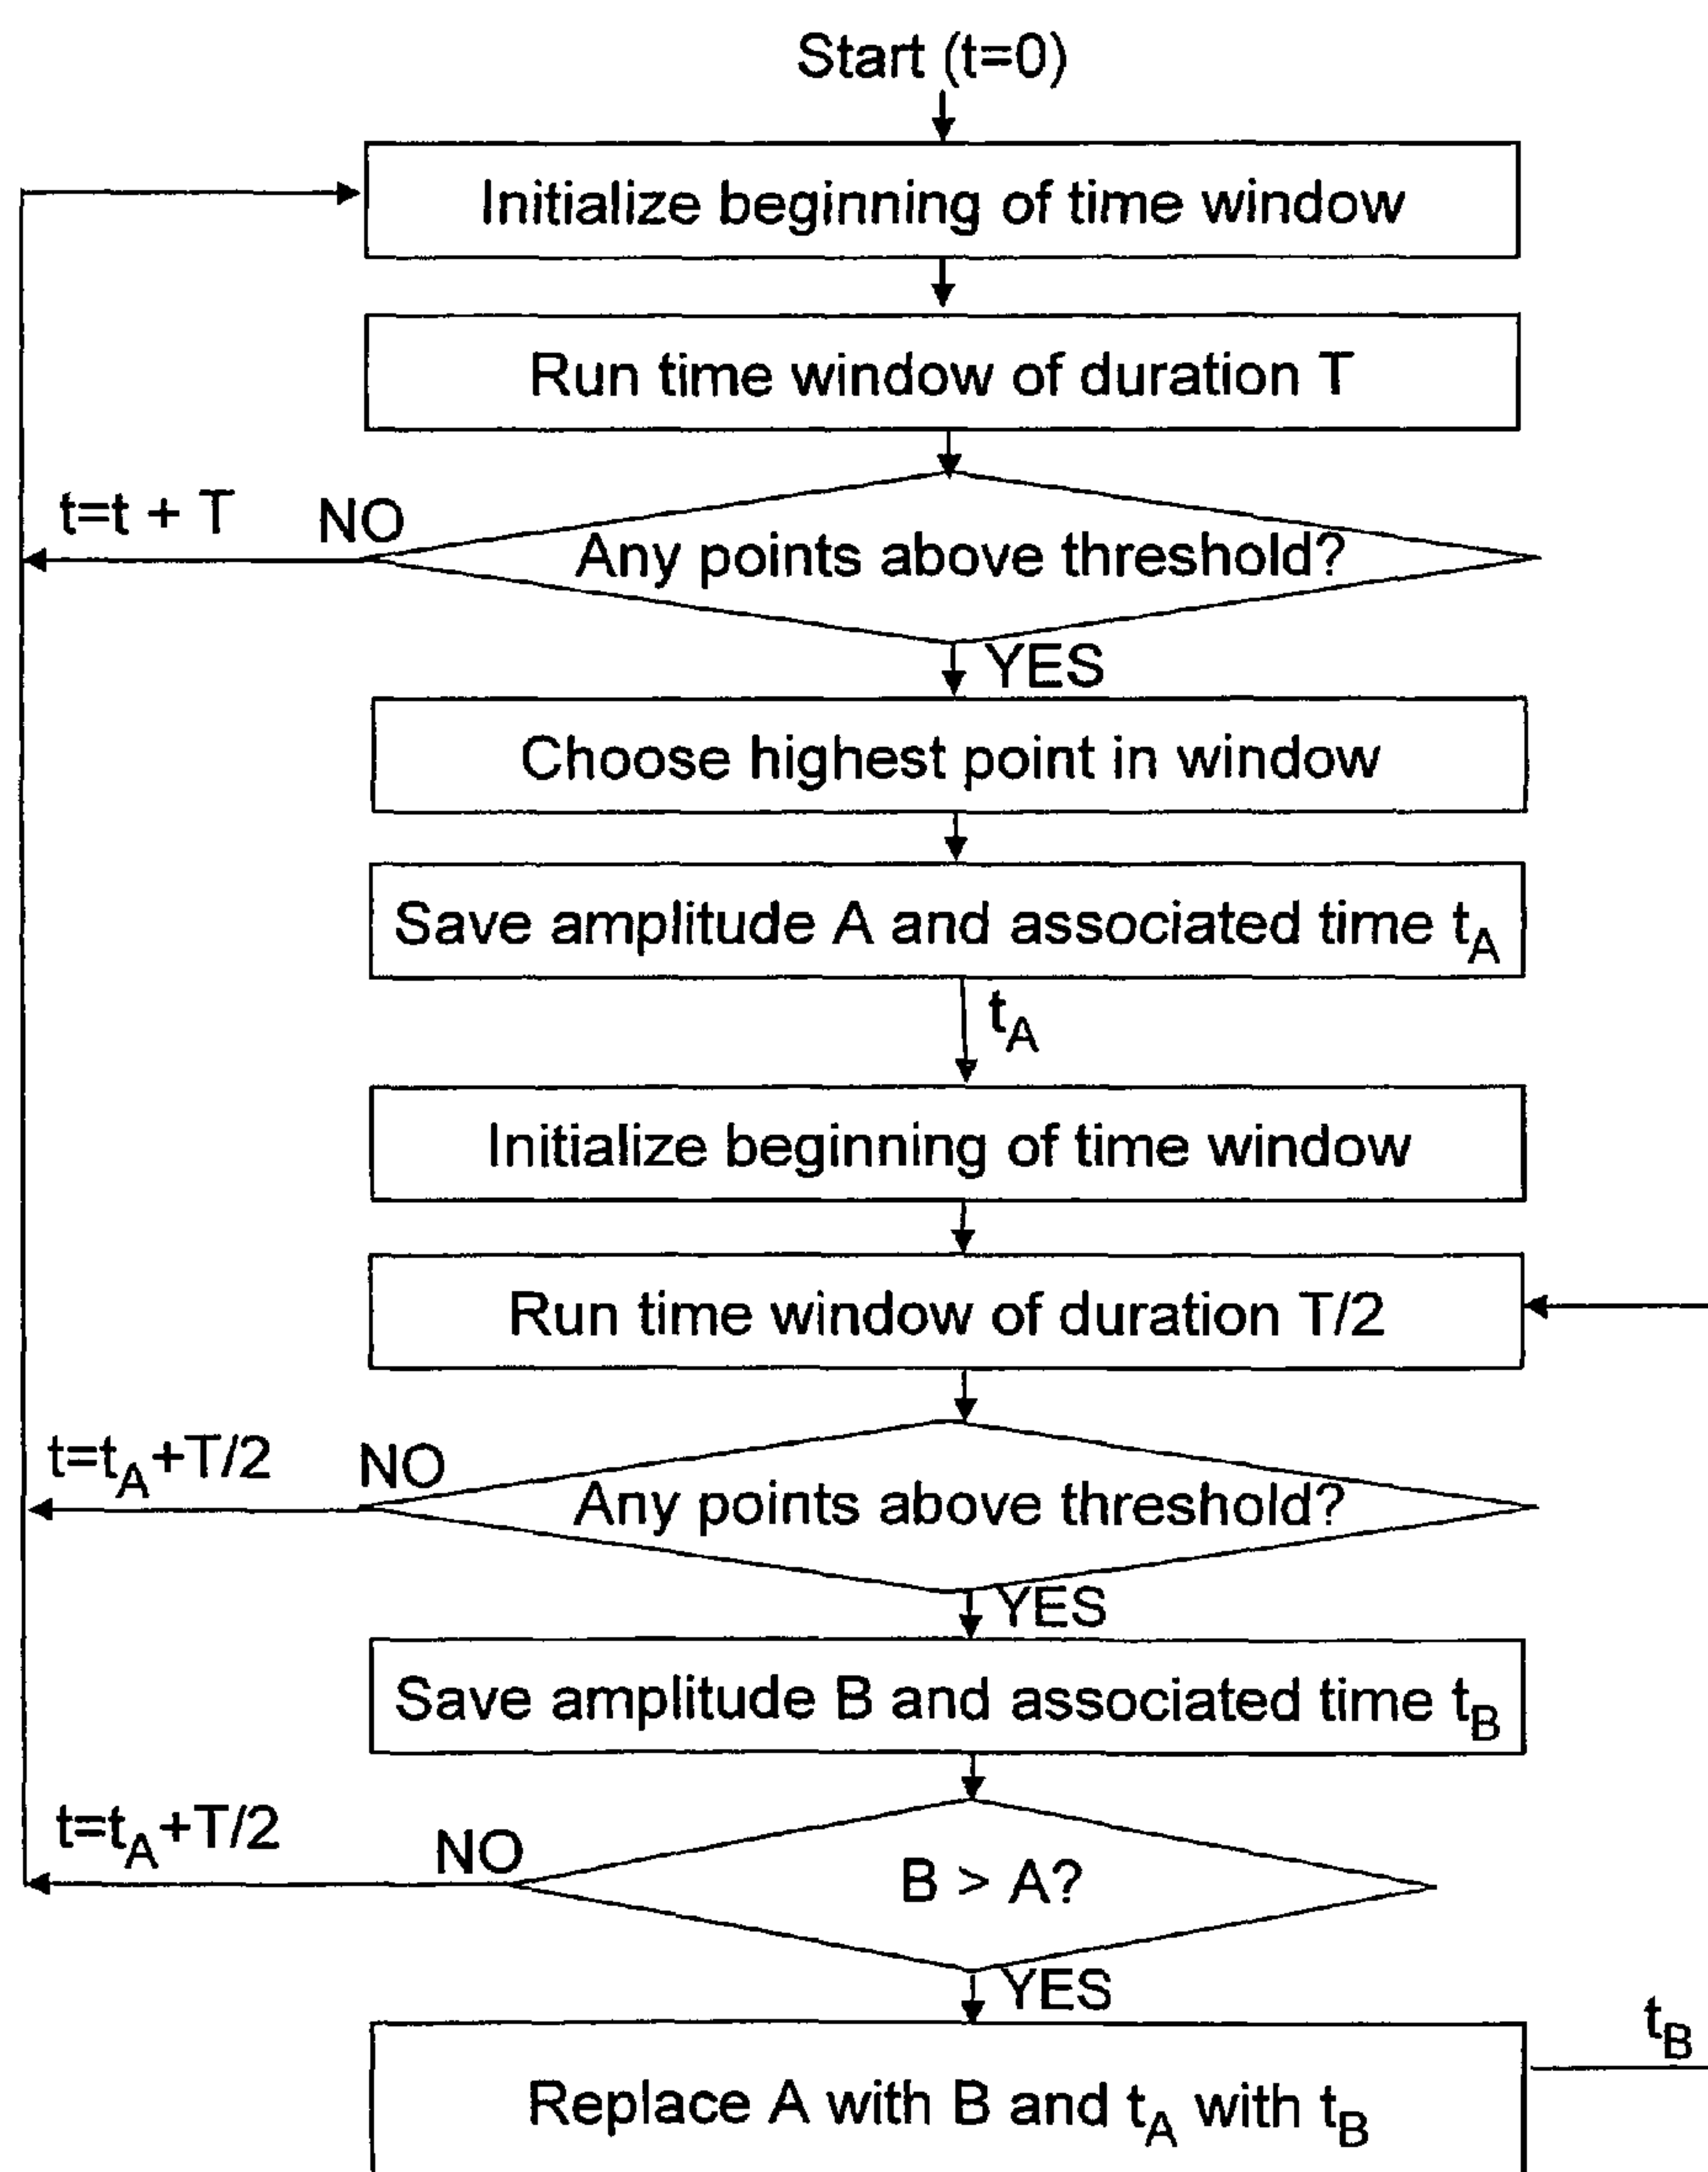 Start (t=0)
Initialize beginning of time window
Run time window of duration T
t=t + T
NO
Any points above threshold?
YES
Choose highest point in window
Save amplitude A and associated time tA
tA
Initialize beginning of time window
Run time window of duration T/2
t=tA+T/2
NO
Any points above threshold?
YES
Save amplitude B and associated time tB
t=tA+T/2
NO
B > A?
YES
tB
Replace A with B and tA with tB